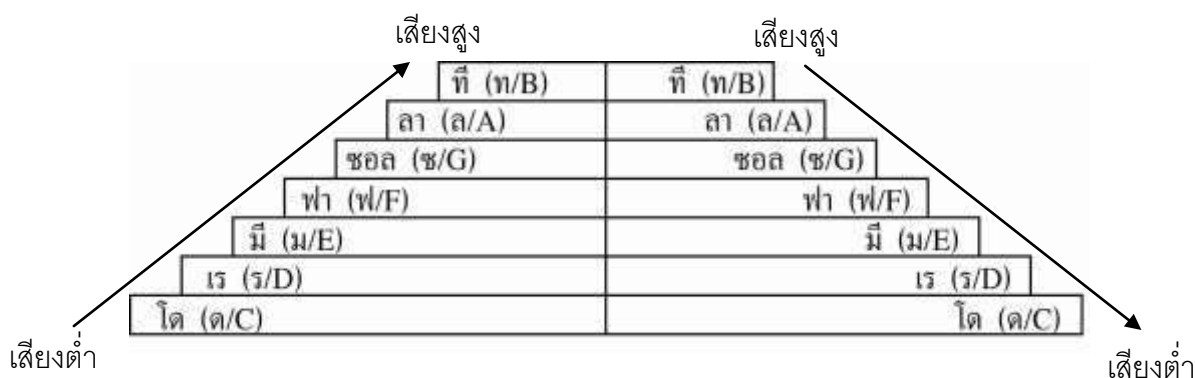 เสียงสูง เสียงสูง
ที (ท/B) ที (ท/B)
ลา (ล/A) ลา (ล/A)
ซอล (ซ/G) ซอล (ซ/G)
ฟา (ฟ/F) ฟา (ฟ/F)
มี (ม/E) มี (ม/E)
เร (ร/D) เร (ร/D)
โด (ด/C) โด (ด/C)
เสียงต่ำ เสียงต่ำ